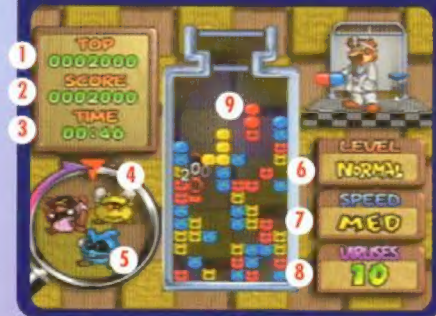 1 TOP
0002000
2 SCORE
0002000
3 TIME
00:46
4
5
9
200
LEVEL
6 NORMAL
SPEED
7 MED
VIRUSES
8 10